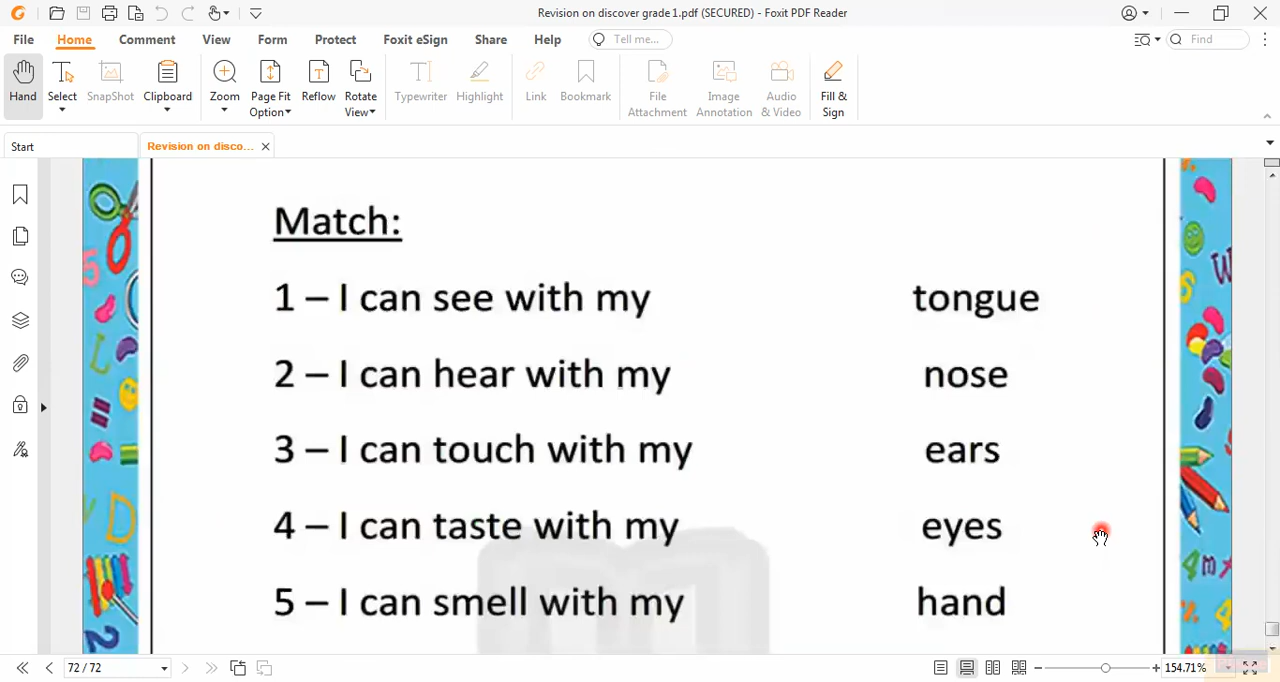 Revision on discover grade1.pdf (SECURED) - Foxit PDF Reader
File Home Comment View Form Protect Foxit eSign Share Help Tell me... Find
Hand Select SnapShot Clipboard Zoom Page Fit Option Reflow Rotate View Typewriter Highlight Link Bookmark File Attachment Image Annotation Audio & Video Fill & Sign
Start Revision on disco...
Match:
1 – I can see with my tongue
2 – I can hear with my nose
3 – I can touch with my ears
4 – I can taste with my eyes
5 – I can smell with my hand
72 / 72 154.71%